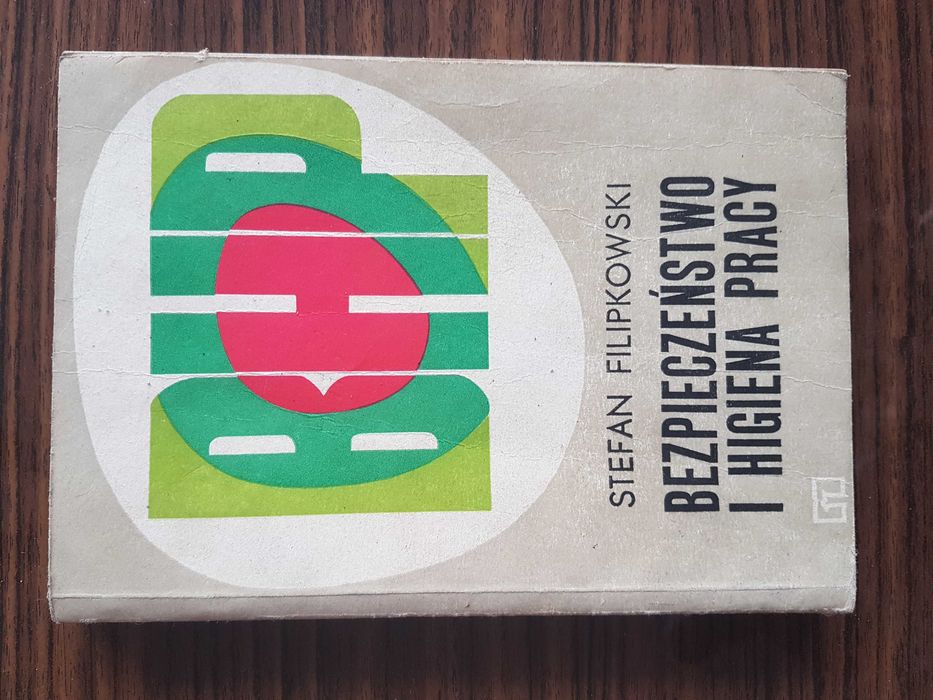 STEFAN FILIPKOWSKI
BEZPIECZEŃSTWO
I HIGIENA PRACY